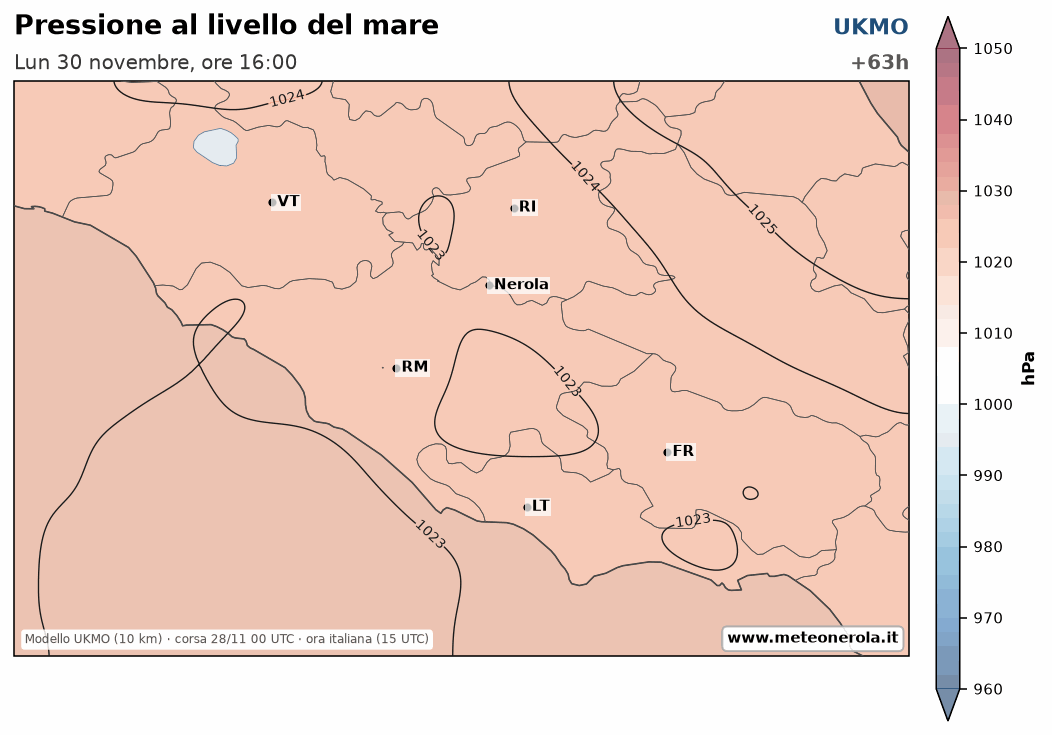 Pressione al livello del mare
UKMO
Lun 30 novembre, ore 16:00
+63h
1024
1024
1025
VT
RI
1023
Nerola
RM
1023
FR
LT
1023
1023
Modello UKMO (10 km) · corsa 28/11 00 UTC · ora italiana (15 UTC)
www.meteonerola.it
1050
1040
1030
1020
1010
1000
990
980
970
960
hPa